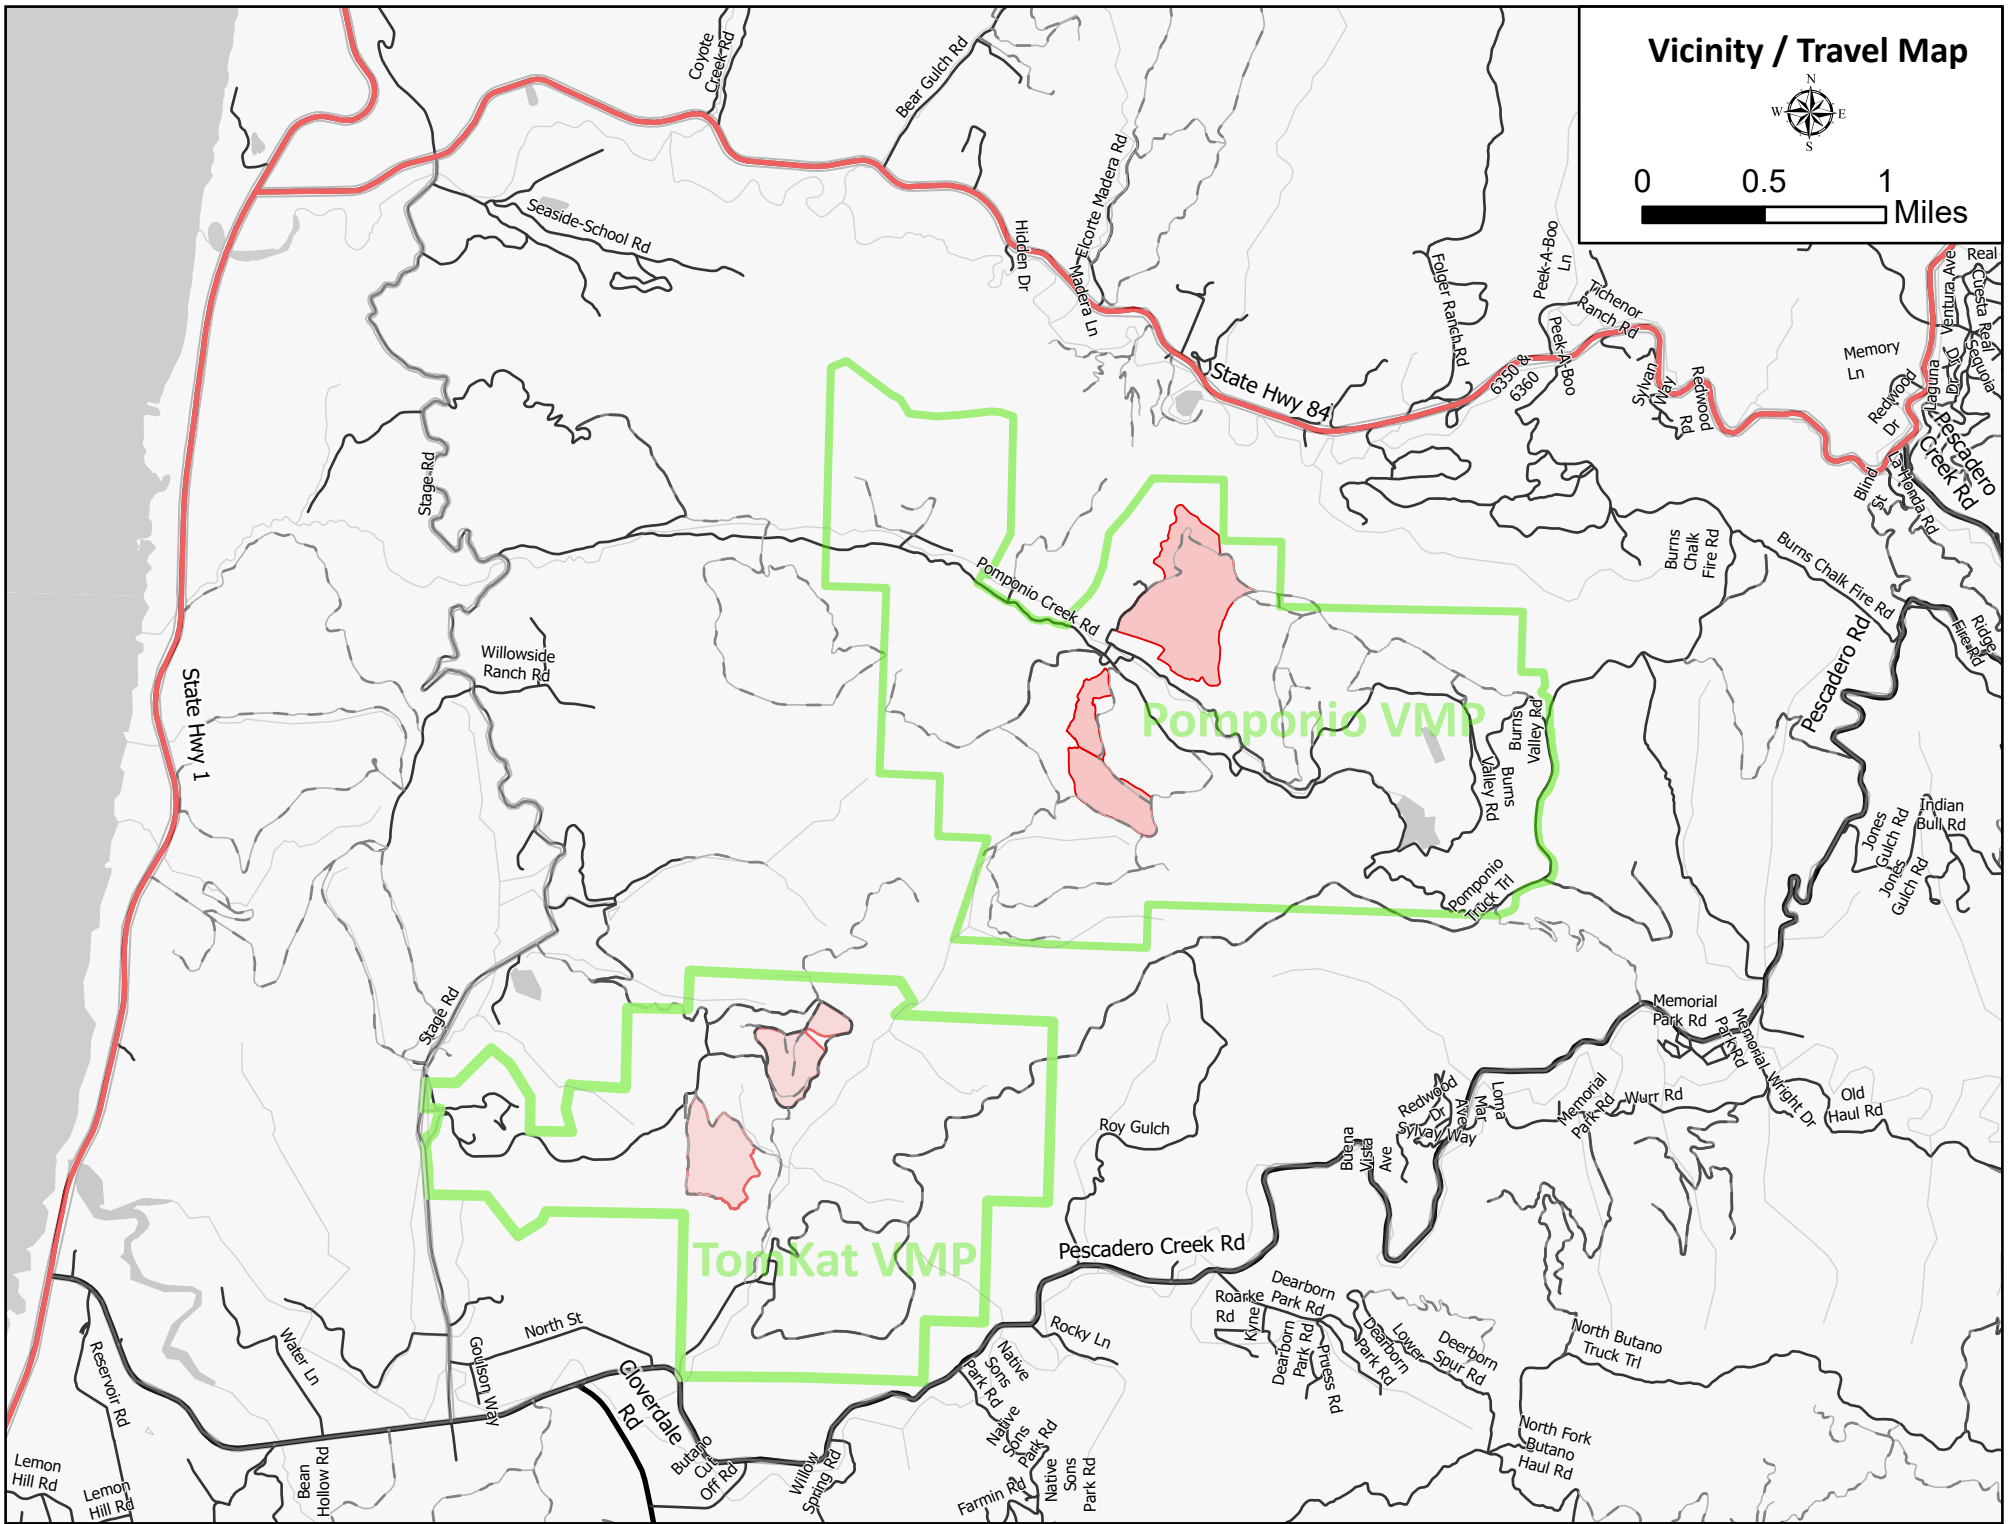 Vicinity / Travel Map
N
W
E
S
0
0.5
1
Miles
Coyote
Creek Rd
Bear Gulch Rd
Elcorte Madera Rd
Seaside-School Rd
Hidden Dr
Madera Ln
State Hwy 84
Folger Ranch Rd
Peek-A-Boo
Ln
Peek-A-Boo
6350 &
6360
Tichenor
Ranch Rd
Sylvan
Way
Redwood
Rd
Memory
Ln
Redwood
Dr
Laguna
Dr
Ventura Ave
Real
Cuesta Real
Sequoia
Dr
Pescadero
Creek Rd
La Honda Rd
Blind
St
Stage Rd
Burns
Chalk
Fire Rd
Burns Chalk Fire Rd
Ridge
Fire Rd
Pescadero Rd
Pomponio Creek Rd
Willowside
Ranch Rd
State Hwy 1
Pomponio VMP
Burns
Valley Rd
Burns
Valley Rd
Pomponio
Truck Trl
Jones
Gulch Rd
Indian
Bull Rd
Jones
Gulch Rd
Stage Rd
Memorial
Park Rd
Memorial
Park Rd
Memorial
Park Rd
Wurr Rd
Wright Dr
Old
Haul Rd
Loma
Mar
Ave
Redwood
Dr
Sylvay Way
Buena
Vista
Ave
Roy Gulch
Pescadero Creek Rd
TomKat VMP
Roarke
Rd
Kyne
Dearborn
Park Rd
Dearborn
Park Rd
Pruess Rd
Dearborn
Park Rd
Lower
Deerborn
Spur Rd
North Butano
Truck Trl
North Fork
Butano
Haul Rd
Rocky Ln
Native
Sons
Park Rd
Native
Sons
Park Rd
Native
Sons
Park Rd
Farmin Rd
Willow
Spring Rd
Butano
Cut
Off Rd
Cloverdale
Rd
North St
Goulson Way
Water Ln
Reservoir Rd
Bean
Hollow Rd
Lemon
Hill Rd
Lemon
Hill Rd